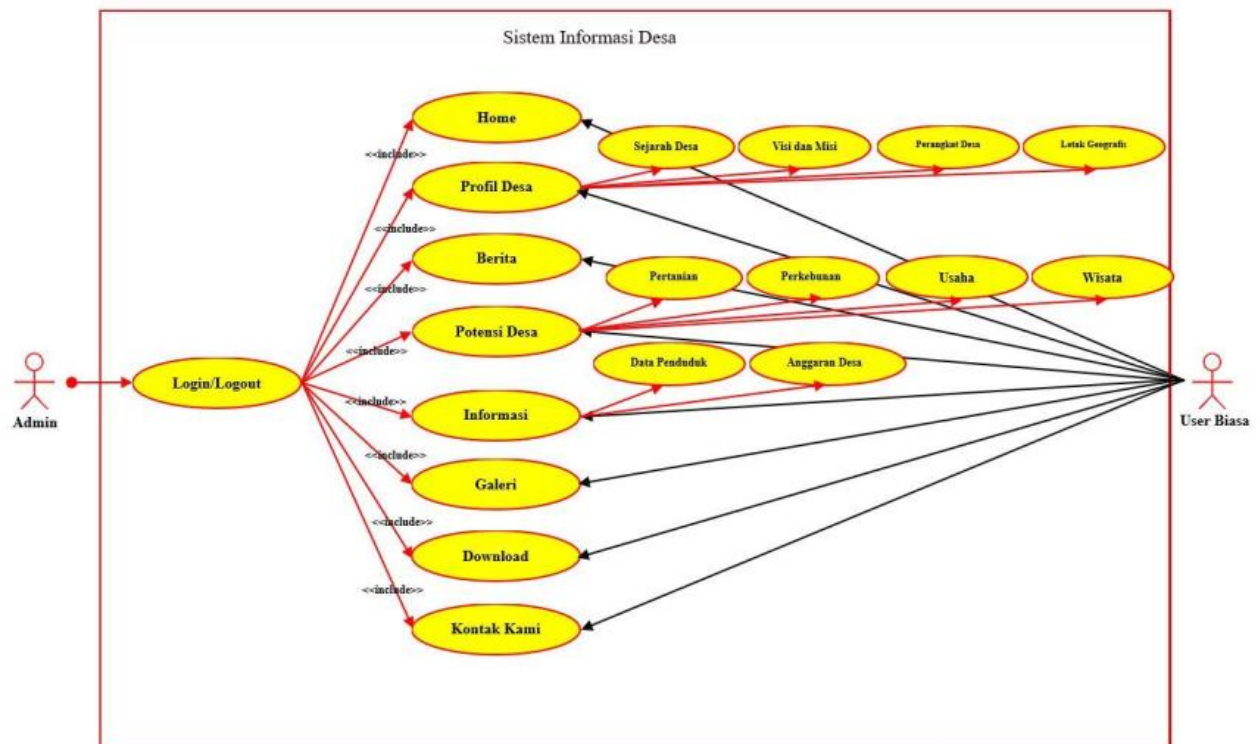 Sistem Informasi Desa
Home
<<include>>
Sejarah Desa
Visi dan Misi
Perangkat Desa
Letak Geografis
Profil Desa
<<include>>
Berita
<<include>>
Pertanian
Perkebunan
Usaha
Wisata
Potensi Desa
<<include>>
Data Penduduk
Anggaran Desa
Login/Logout
Admin
<<include>>
Informasi
User Biasa
<<include>>
Galeri
<<include>>
Download
<<include>>
Kontak Kami